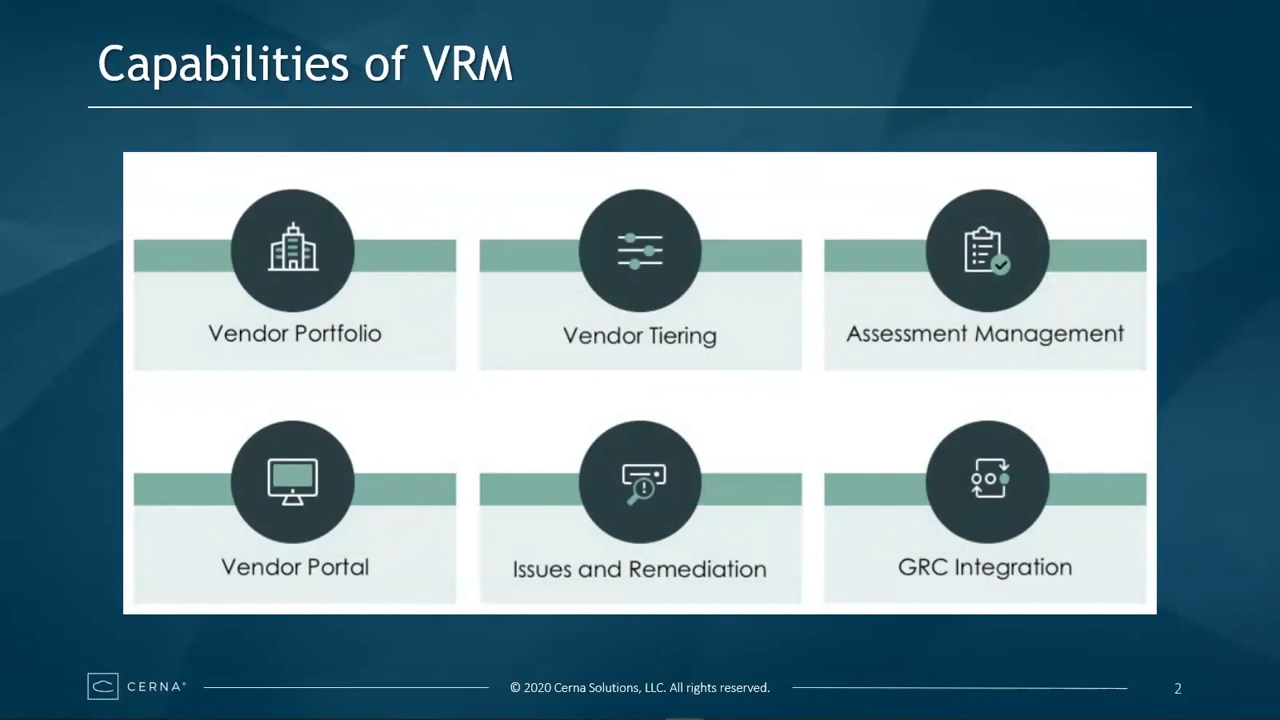 Capabilities of VRM
Vendor Portfolio
Vendor Tiering
Assessment Management
Vendor Portal
Issues and Remediation
GRC Integration
CERNA®
© 2020 Cerna Solutions, LLC. All rights reserved.
2